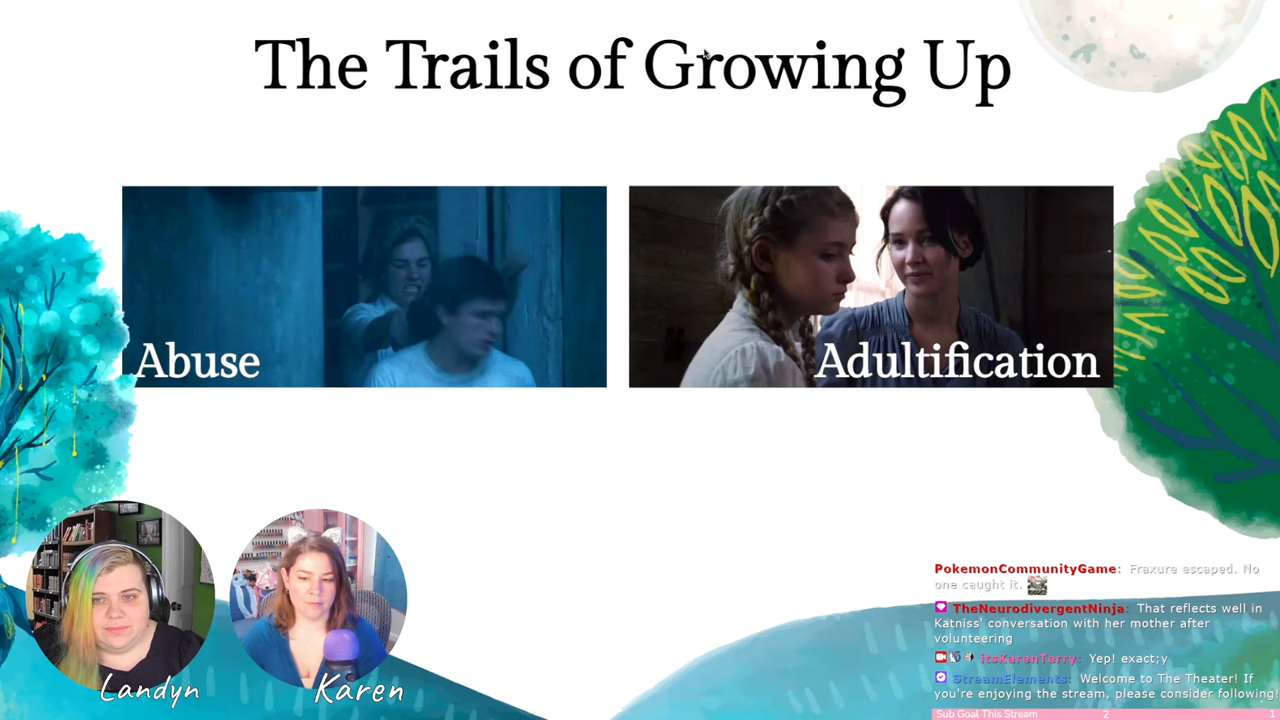 The Trails of Growing Up
Abuse
Adultification
Landyn
Karen
PokemonCommunityGame: Fraxure escaped. No
one caught it.
TheNeurodivergentNinja: That reflects well in
Katniss' conversation with her mother after
volunteering
itsKarenTerry: Yep! exact;y
StreamElements: Welcome to The Theater! If
you're enjoying the stream, please consider following!
Sub Goal This Stream 2 1